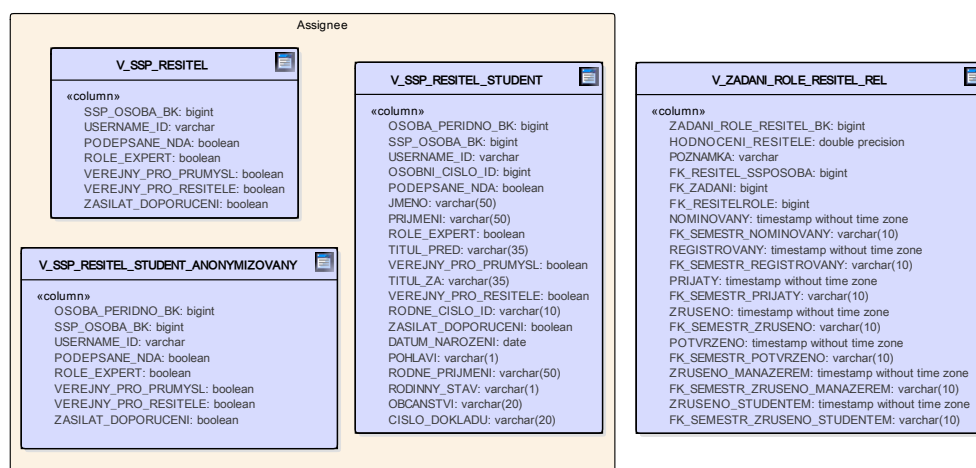 Assignee
V_SSP_RESITEL
«column»
SSP_OSOBA_BK: bigint
USERNAME_ID: varchar
PODEPSANE_NDA: boolean
ROLE_EXPERT: boolean
VEREJNY_PRO_PRUMYSL: boolean
VEREJNY_PRO_RESITELE: boolean
ZASILAT_DOPORUCENI: boolean
V_SSP_RESITEL_STUDENT_ANONYMIZOVANY
«column»
OSOBA_PERIDNO_BK: bigint
SSP_OSOBA_BK: bigint
USERNAME_ID: varchar
PODEPSANE_NDA: boolean
ROLE_EXPERT: boolean
VEREJNY_PRO_PRUMYSL: boolean
VEREJNY_PRO_RESITELE: boolean
ZASILAT_DOPORUCENI: boolean
V_SSP_RESITEL_STUDENT
«column»
OSOBA_PERIDNO_BK: bigint
SSP_OSOBA_BK: bigint
USERNAME_ID: varchar
OSOBNI_CISLO_ID: bigint
PODEPSANE_NDA: boolean
JMENO: varchar(50)
PRIJMENI: varchar(50)
ROLE_EXPERT: boolean
TITUL_PRED: varchar(35)
VEREJNY_PRO_PRUMYSL: boolean
TITUL_ZA: varchar(35)
VEREJNY_PRO_RESITELE: boolean
RODNE_CISLO_ID: varchar(10)
ZASILAT_DOPORUCENI: boolean
DATUM_NAROZENI: date
POHLAVI: varchar(1)
RODNE_PRIJMENI: varchar(50)
RODINNY_STAV: varchar(1)
OBCANSTVI: varchar(20)
CISLO_DOKLADU: varchar(20)
V_ZADANI_ROLE_RESITEL_REL
«column»
ZADANI_ROLE_RESITEL_BK: bigint
HODNOCENI_RESITELE: double precision
POZNAMKA: varchar
FK_RESITEL_SSPOSOBA: bigint
FK_ZADANI: bigint
FK_RESITELROLE: bigint
NOMINOVANY: timestamp without time zone
FK_SEMESTR_NOMINOVANY: varchar(10)
REGISTROVANY: timestamp without time zone
FK_SEMESTR_REGISTROVANY: varchar(10)
PRIJATY: timestamp without time zone
FK_SEMESTR_PRIJATY: varchar(10)
ZRUSENO: timestamp without time zone
FK_SEMESTR_ZRUSENO: varchar(10)
POTVRZENO: timestamp without time zone
FK_SEMESTR_POTVRZENO: varchar(10)
ZRUSENO_MANAZEREM: timestamp without time zone
FK_SEMESTR_ZRUSENO_MANAZEREM: varchar(10)
ZRUSENO_STUDENTEM: timestamp without time zone
FK_SEMESTR_ZRUSENO_STUDENTEM: varchar(10)